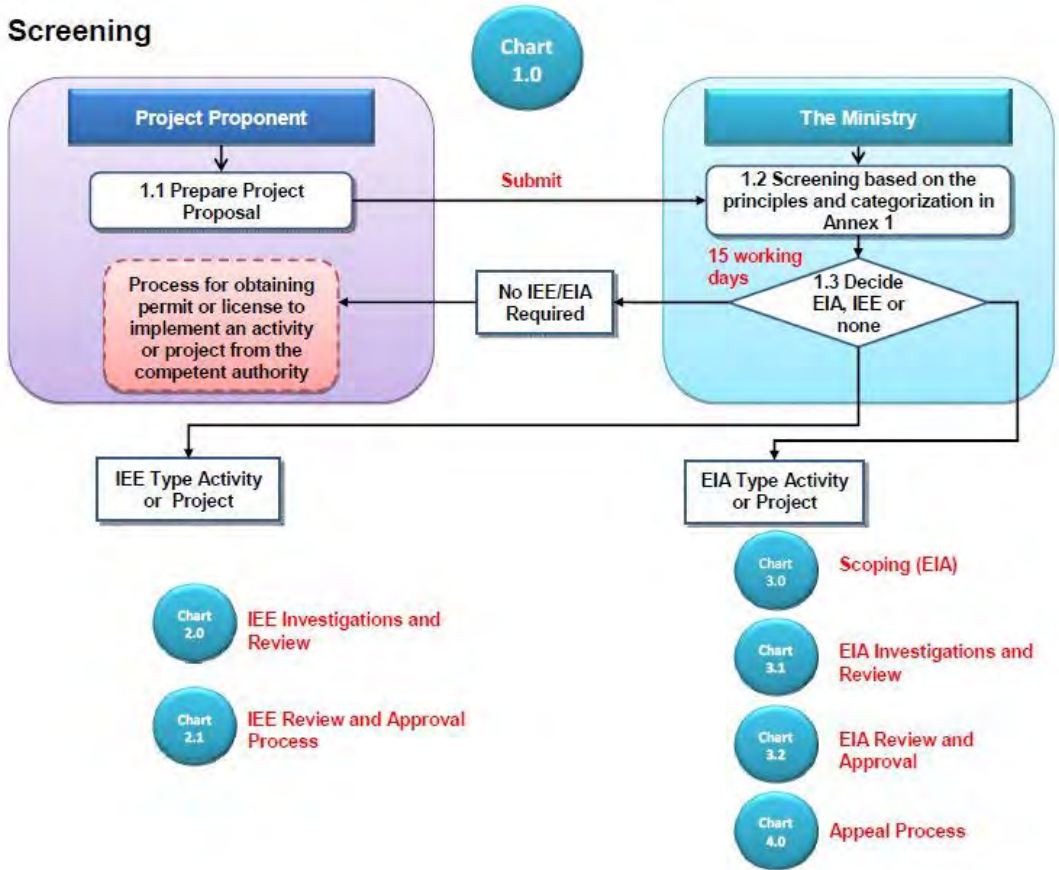 Screening
Chart
1.0
Project Proponent
The Ministry
1.1 Prepare Project
Proposal
Submit
1.2 Screening based on the
principles and categorization in
Annex 1
15 working
days
1.3 Decide
EIA, IEE or
none
No IEE/EIA
Required
Process for obtaining
permit or license to
implement an activity
or project from the
competent authority
IEE Type Activity
or Project
EIA Type Activity
or Project
Chart
2.0
IEE Investigations and
Review
Chart
2.1
IEE Review and Approval
Process
Chart
3.0
Scoping (EIA)
Chart
3.1
EIA Investigations and
Review
Chart
3.2
EIA Review and
Approval
Chart
4.0
Appeal Process